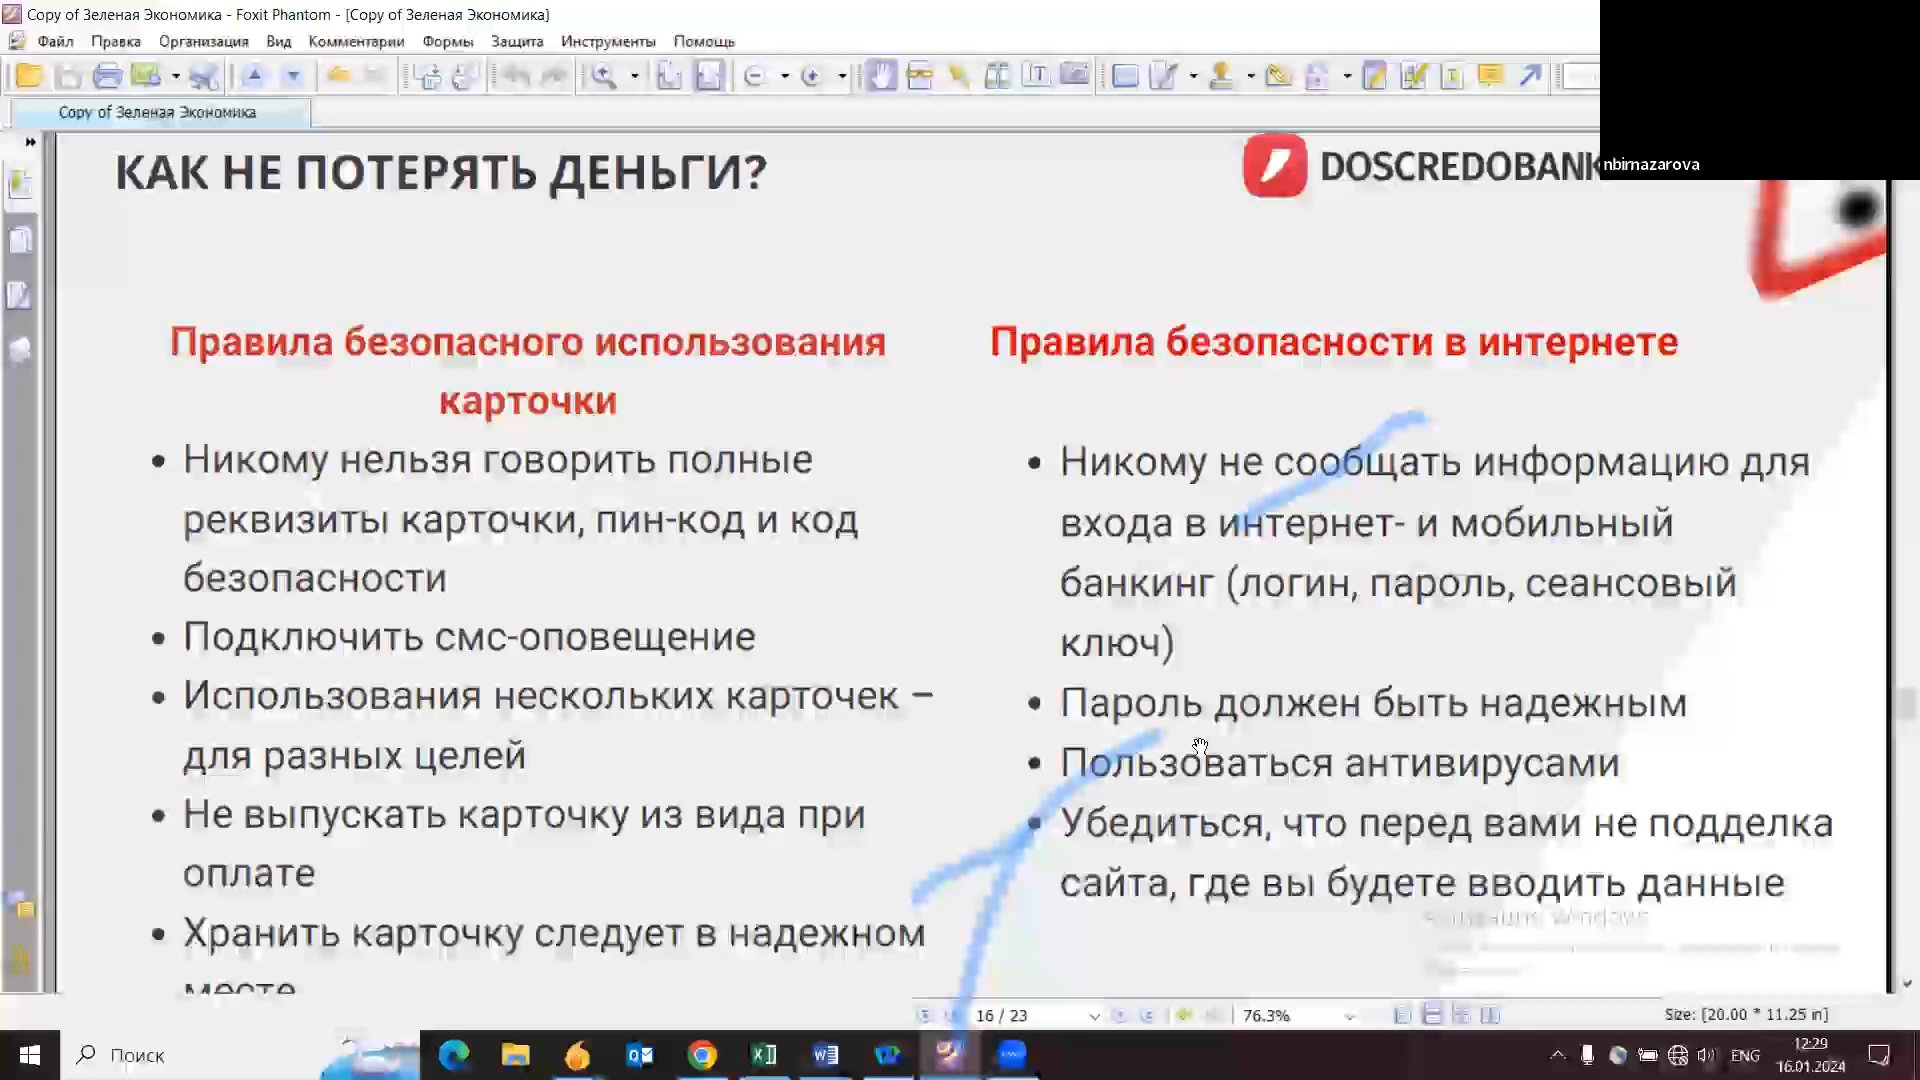 Copy of Зеленая Экономика - Foxit Phantom - [Copy of Зеленая Экономика]
Файл Правка Организация Вид Комментарии Формы Защита Инструменты Помощь
Copy of Зеленая Экономика
nbirnazarova
КАК НЕ ПОТЕРЯТЬ ДЕНЬГИ?
DOSCREDOBANK
Правила безопасного использования
карточки
• Никому нельзя говорить полные
реквизиты карточки, пин-код и код
безопасности
• Подключить смс-оповещение
• Использования нескольких карточек –
для разных целей
• Не выпускать карточку из вида при
оплате
• Хранить карточку следует в надежном
месте
Правила безопасности в интернете
• Никому не сообщать информацию для
входа в интернет- и мобильный
банкинг (логин, пароль, сеансовый
ключ)
• Пароль должен быть надежным
• Пользоваться антивирусами
• Убедиться, что перед вами не подделка
сайта, где вы будете вводить данные
16 / 23
76.3%
Size: [20.00 * 11.25 in]
Поиск
ENG
12:29
16.01.2024